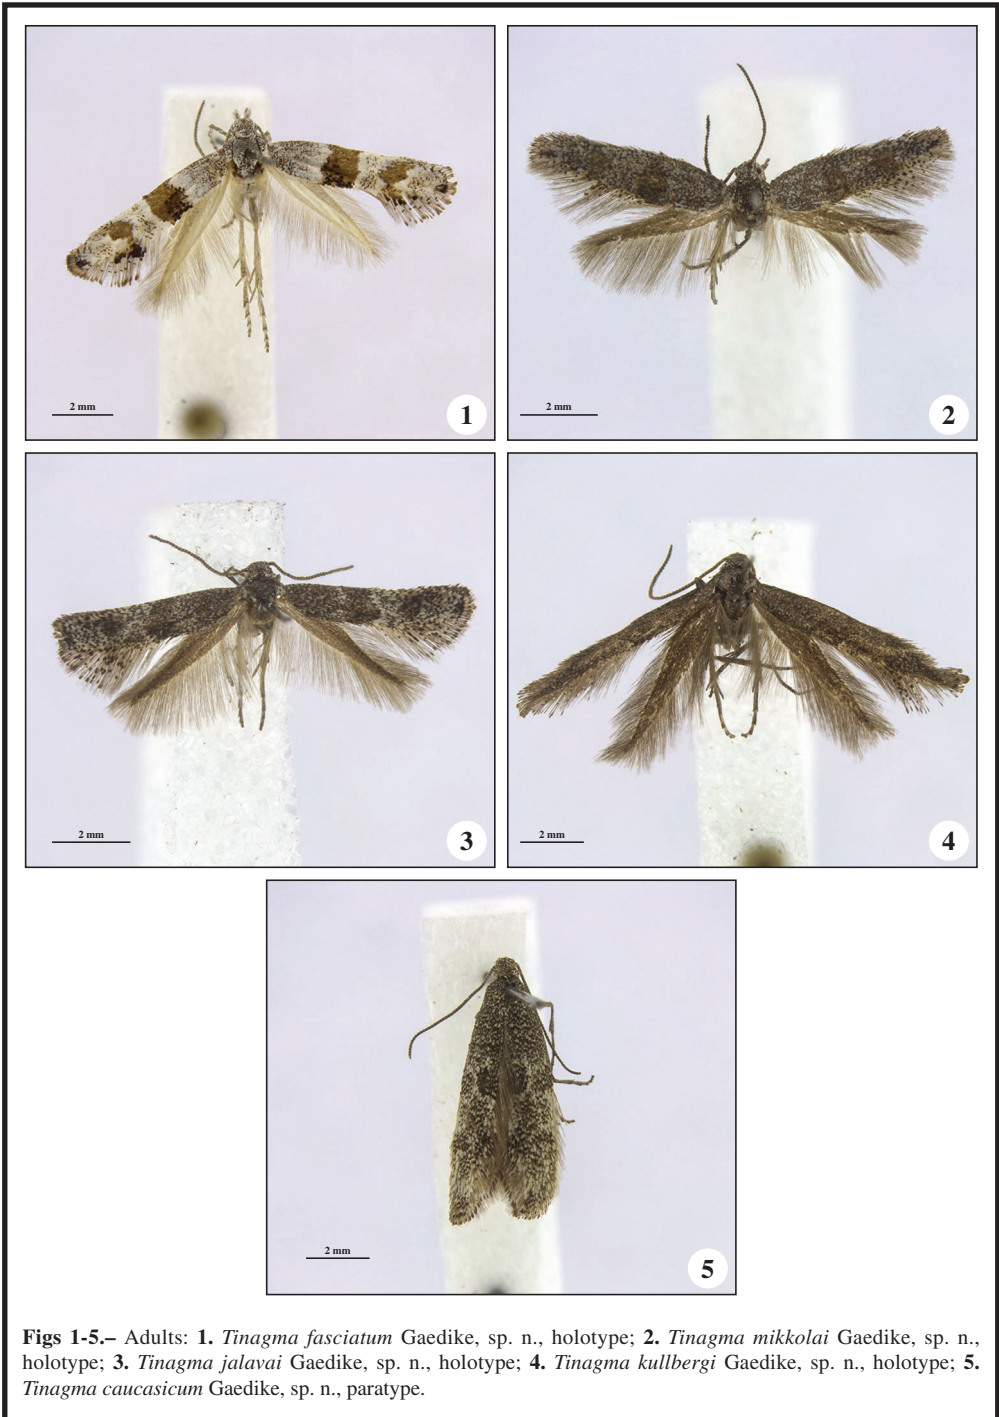 2 mm
1
2 mm
2
2 mm
3
2 mm
4
2 mm
5
Figs 1-5.– Adults: 1. Tinagma fasciatum Gaedike, sp. n., holotype; 2. Tinagma mikkolai Gaedike, sp. n.,
holotype; 3. Tinagma jalavai Gaedike, sp. n., holotype; 4. Tinagma kullbergi Gaedike, sp. n., holotype; 5.
Tinagma caucasicum Gaedike, sp. n., paratype.